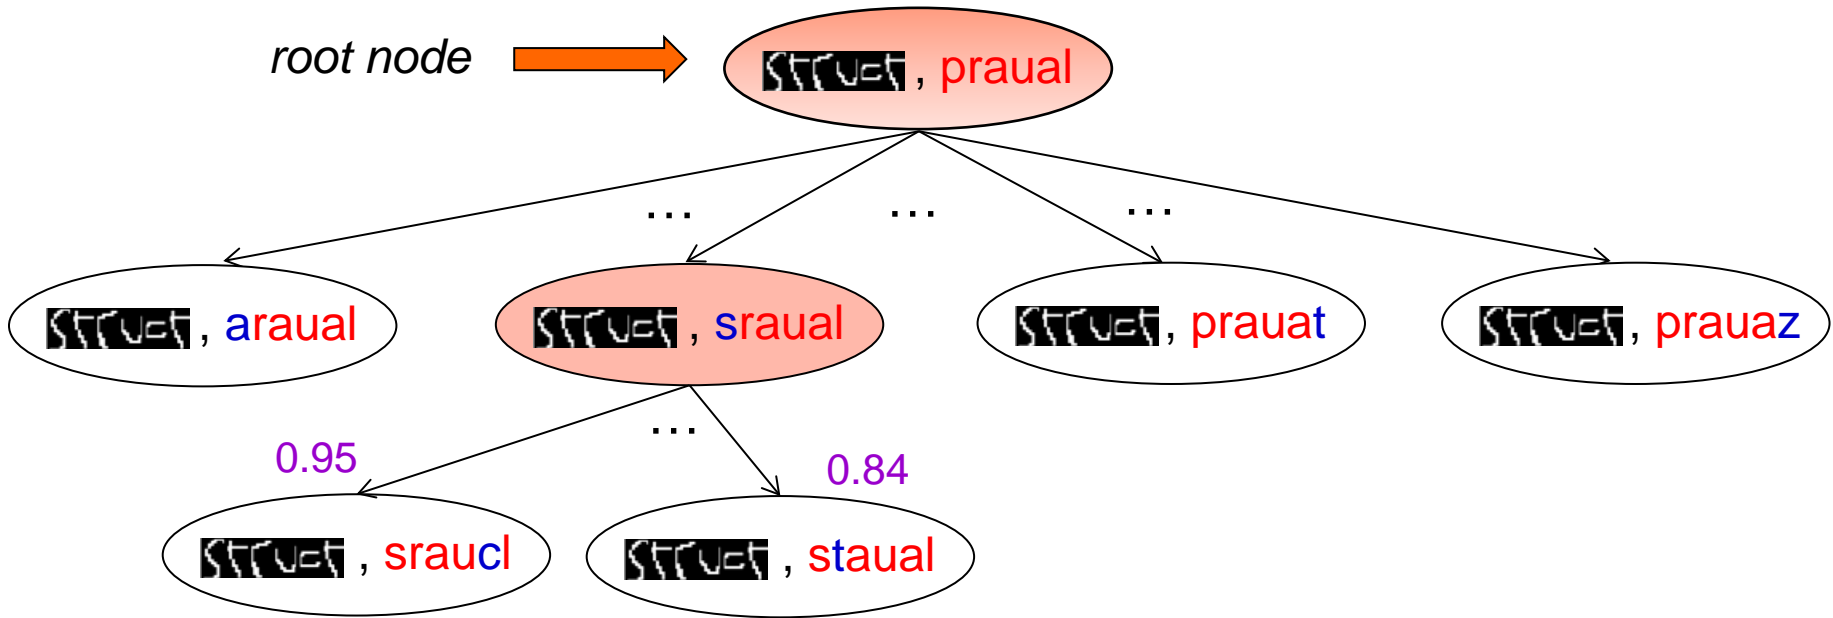 root node
Struct , praual
... ... ...
Struct , araual
Struct , sraual
Struct , prauat
Struct , prauaz
...
0.95
0.84
Struct , sraucl
Struct , staual